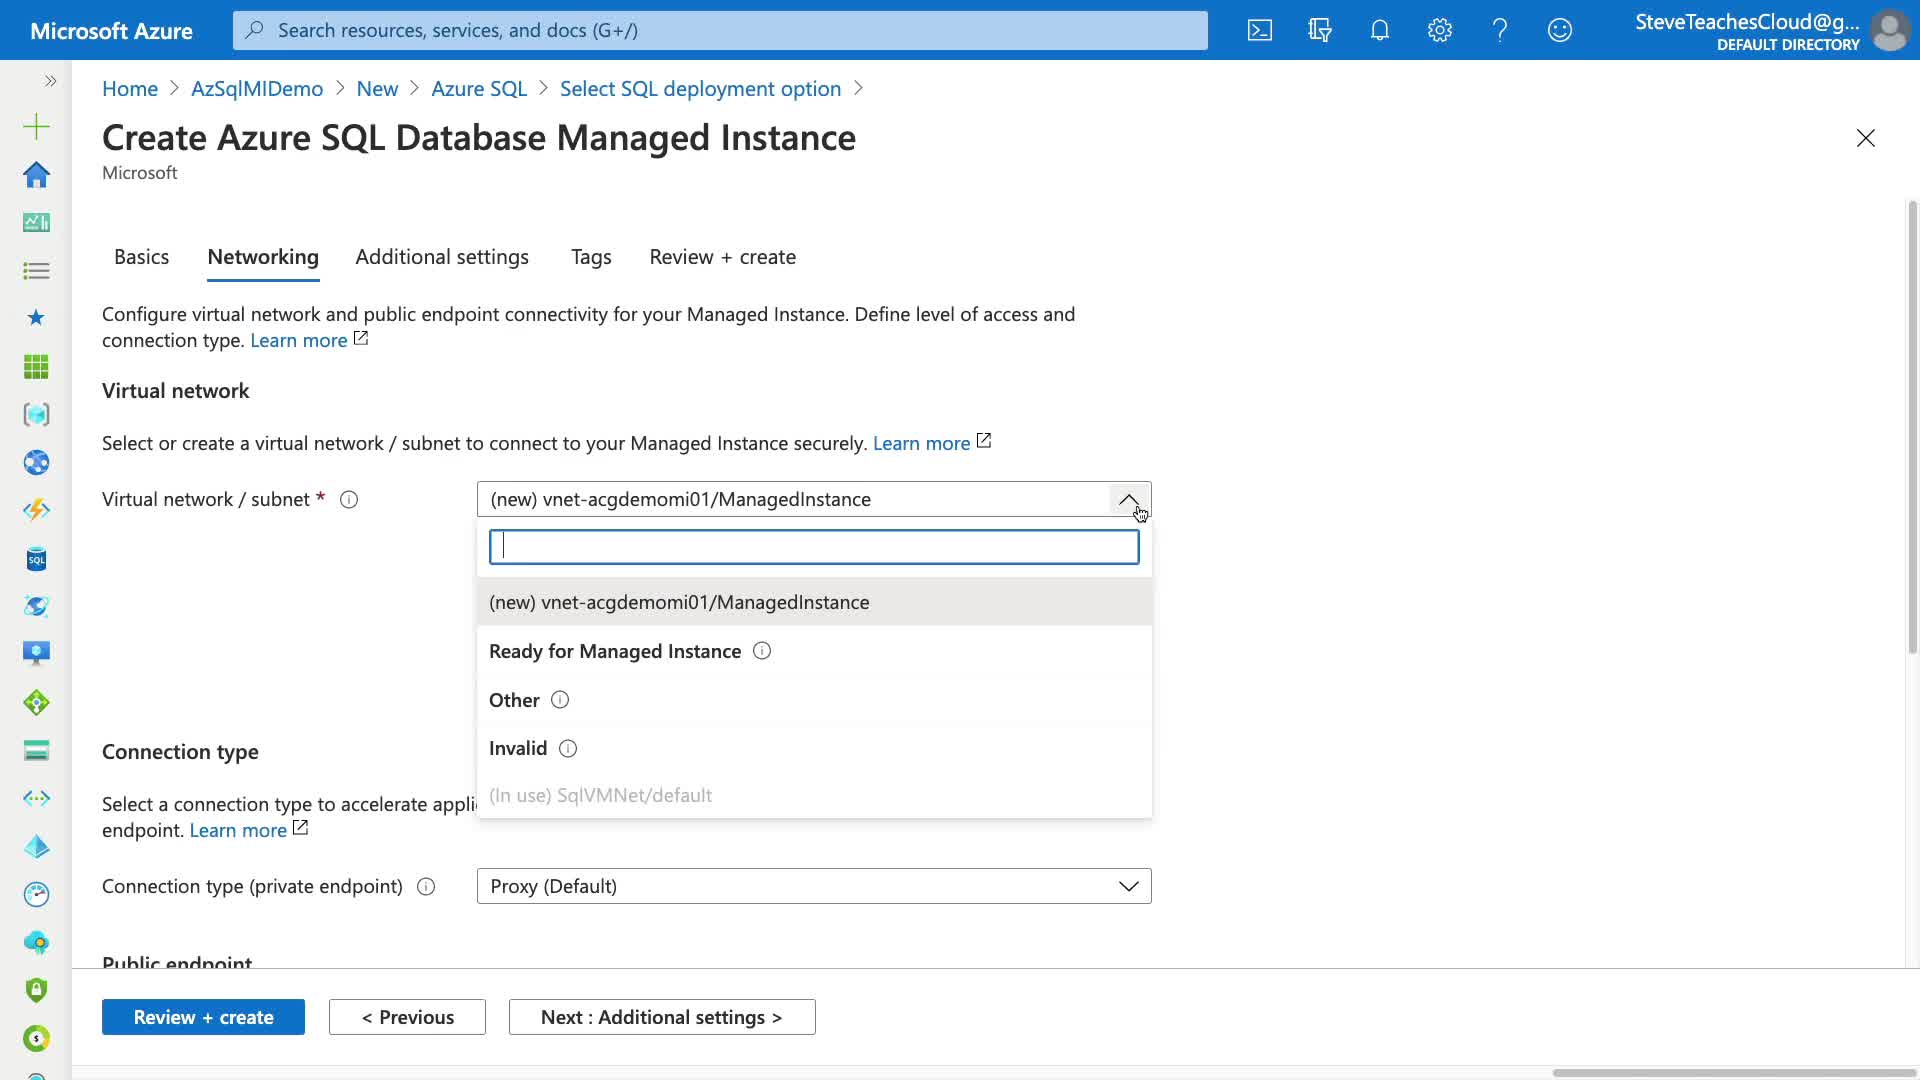 Microsoft Azure
Search resources, services, and docs (G+/)
SteveTeachesCloud@g...
DEFAULT DIRECTORY
Home > AzSqlMIDemo > New > Azure SQL > Select SQL deployment option >
Create Azure SQL Database Managed Instance
Microsoft
Basics Networking Additional settings Tags Review + create
Configure virtual network and public endpoint connectivity for your Managed Instance. Define level of access and
connection type. Learn more
Virtual network
Select or create a virtual network / subnet to connect to your Managed Instance securely. Learn more
Virtual network / subnet *
(new) vnet-acgdemomi01/ManagedInstance
(new) vnet-acgdemomi01/ManagedInstance
Ready for Managed Instance
Other
Invalid
(In use) SqlVMNet/default
Connection type
Select a connection type to accelerate appli
endpoint. Learn more
Connection type (private endpoint)
Proxy (Default)
Public endpoint
Review + create
< Previous
Next : Additional settings >
SQL